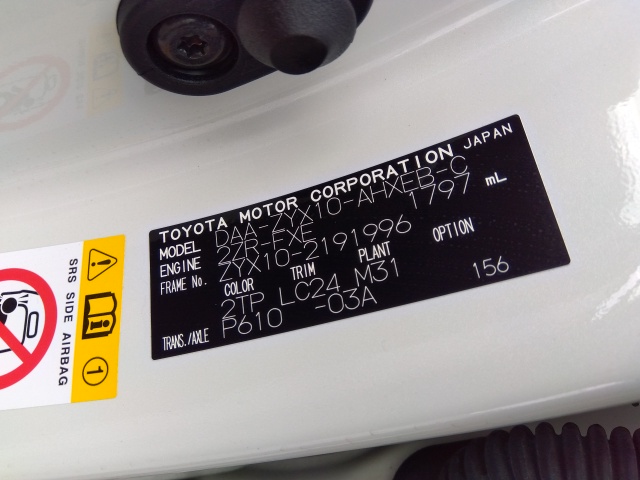 TOYOTA MOTOR CORPORATION JAPAN
MODEL DAA-ZYX10-AHXEB-C
ENGINE 2ZR-FXE 1797 mL
FRAME No. ZYX10-2191996
COLOR TRIM PLANT OPTION
2TP LC24 M31
TRANS./AXLE P610 -03A 156
SRS SIDE AIRBAG
1